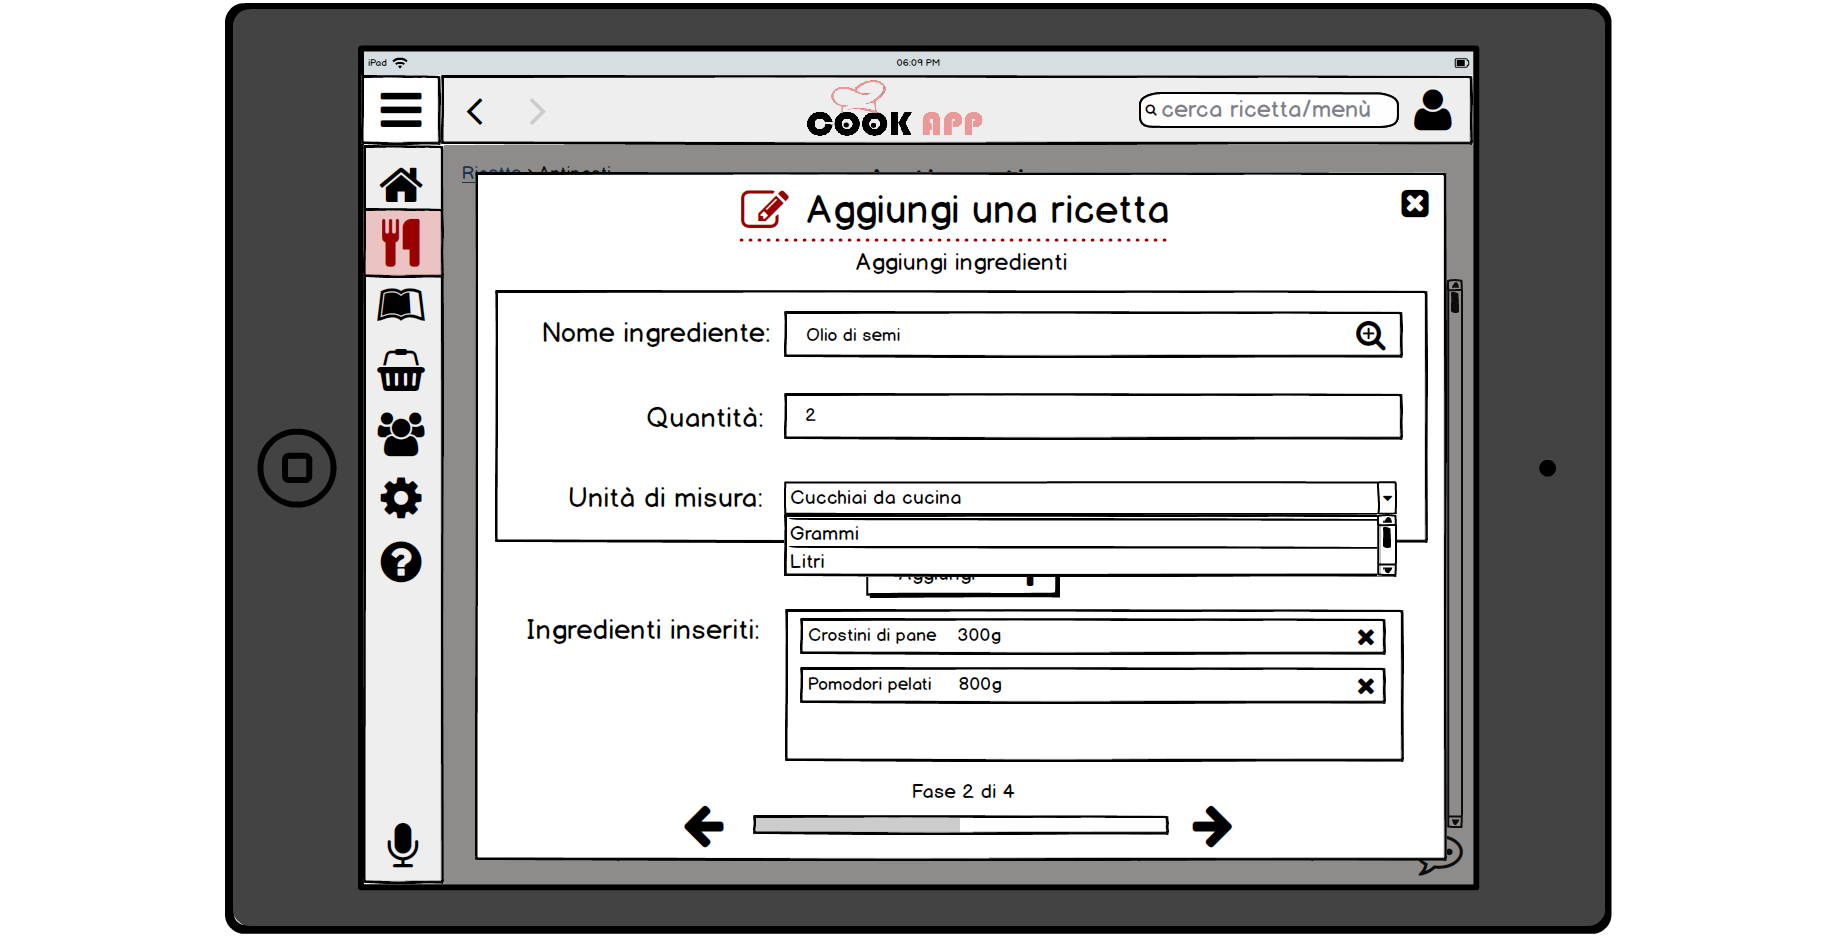 iPad
06:09 PM
COOK APP
cerca ricetta/menù
Aggiungi una ricetta
Aggiungi ingredienti
Nome ingrediente:
Olio di semi
Quantità:
2
Unità di misura:
Cucchiai da cucina
Grammi
Litri
Aggiungi
Ingredienti inseriti:
Crostini di pane 300g
Pomodori pelati 800g
Fase 2 di 4